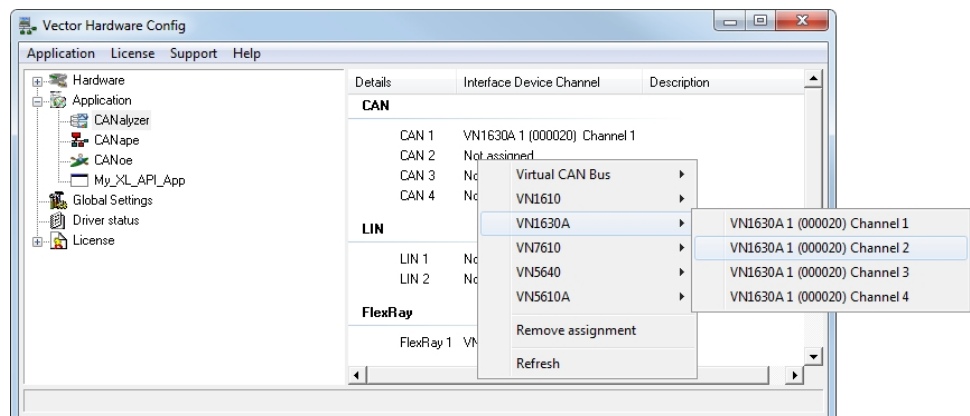 Vector Hardware Config
Application License Support Help
Hardware
Application
CANalyzer
CANape
CANoe
My_XL_API_App
Global Settings
Driver status
License
Details Interface Device Channel Description
CAN
CAN 1 VN1630A 1 (000020) Channel 1
CAN 2 Not assigned
CAN 3
CAN 4
LIN
LIN 1
LIN 2
FlexRay
FlexRay 1
Virtual CAN Bus
VN1610
VN1630A
VN7610
VN5640
VN5610A
Remove assignment
Refresh
VN1630A 1 (000020) Channel 1
VN1630A 1 (000020) Channel 2
VN1630A 1 (000020) Channel 3
VN1630A 1 (000020) Channel 4